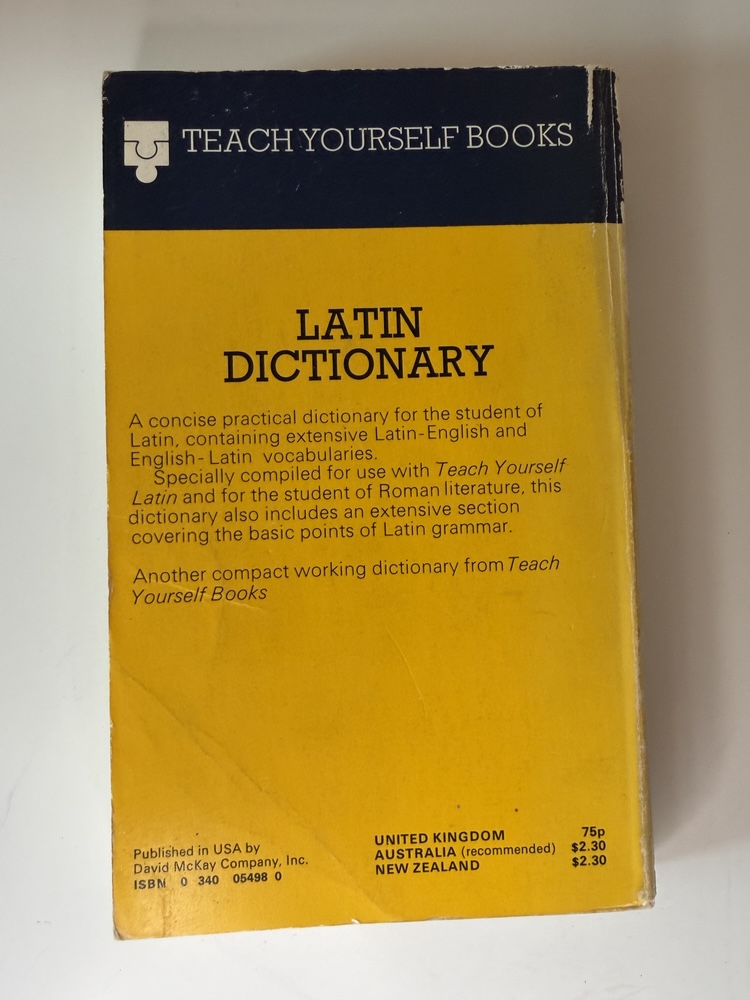 TEACH YOURSELF BOOKS
LATIN
DICTIONARY
A concise practical dictionary for the student of
Latin, containing extensive Latin-English and
English-Latin vocabularies.
Specially compiled for use with Teach Yourself
Latin and for the student of Roman literature, this
dictionary also includes an extensive section
covering the basic points of Latin grammar.
Another compact working dictionary from Teach
Yourself Books
Published in USA by
David McKay Company, Inc.
ISBN 0 340 05498 0
UNITED KINGDOM 75p
AUSTRALIA (recommended) $2.30
NEW ZEALAND $2.30